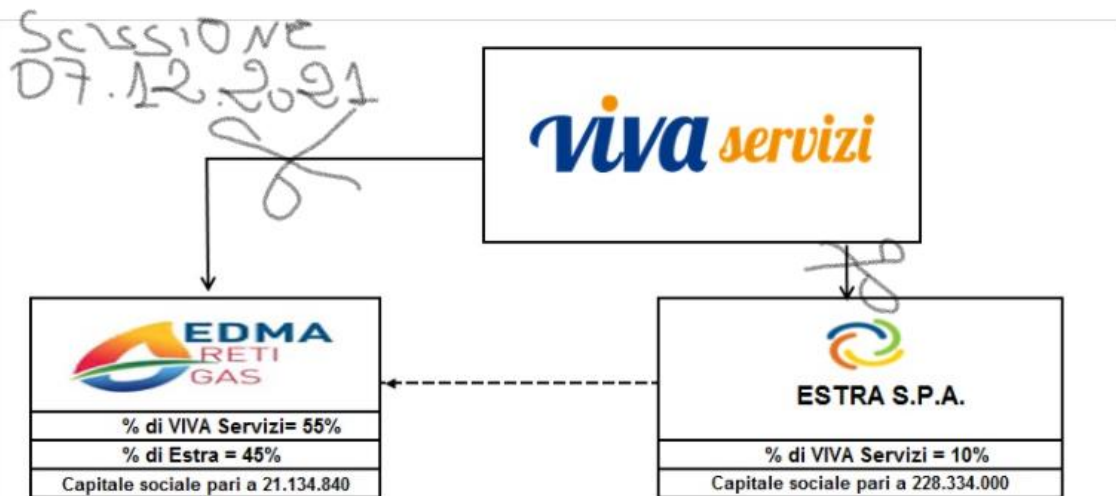 SCISSIONE
07.12.2021
viva servizi
EDMA
RETI
GAS
% di VIVA Servizi= 55%
% di Estra = 45%
Capitale sociale pari a 21.134.840
ESTRA S.P.A.
% di VIVA Servizi = 10%
Capitale sociale pari a 228.334.000